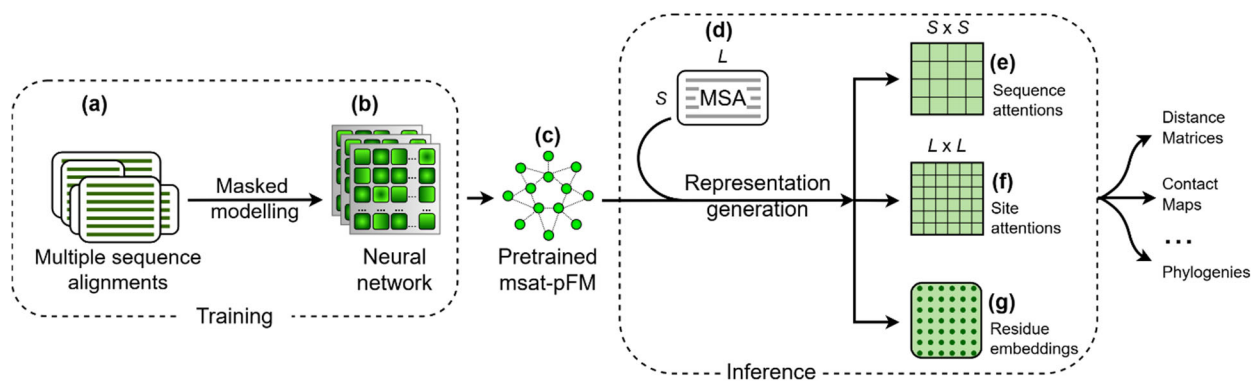 (a)
Multiple sequence
alignments
Masked
modelling
(b)
Neural
network
Training
(c)
Pretrained
msat-pFM
(d)
L
S
MSA
Representation
generation
S x S
(e)
Sequence
attentions
L x L
(f)
Site
attentions
(g)
Residue
embeddings
Inference
Distance
Matrices
Contact
Maps
...
Phylogenies